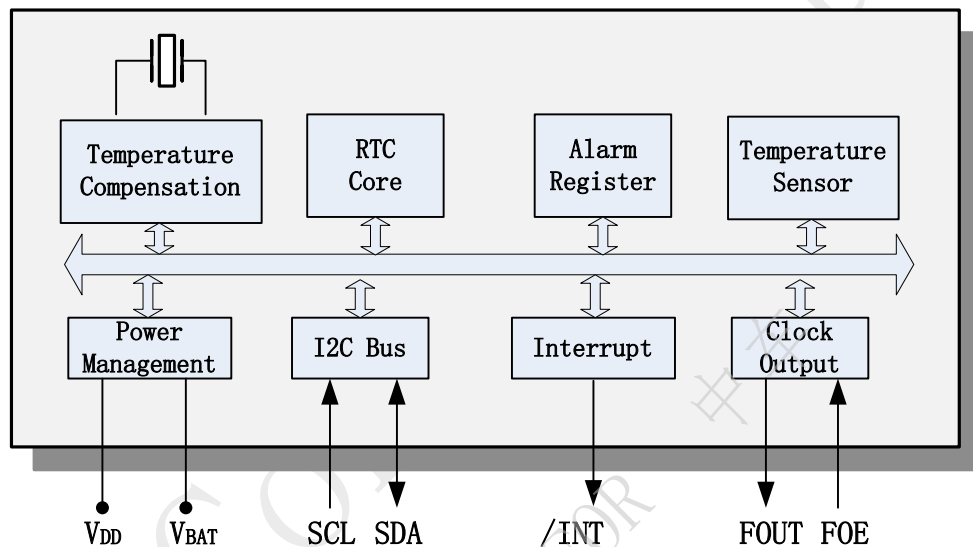 Temperature
Compensation
RTC
Core
Alarm
Register
Temperature
Sensor
Power
Management
I2C Bus
Interrupt
Clock
Output
VDD
VBAT
SCL
SDA
/INT
FOUT
FOE